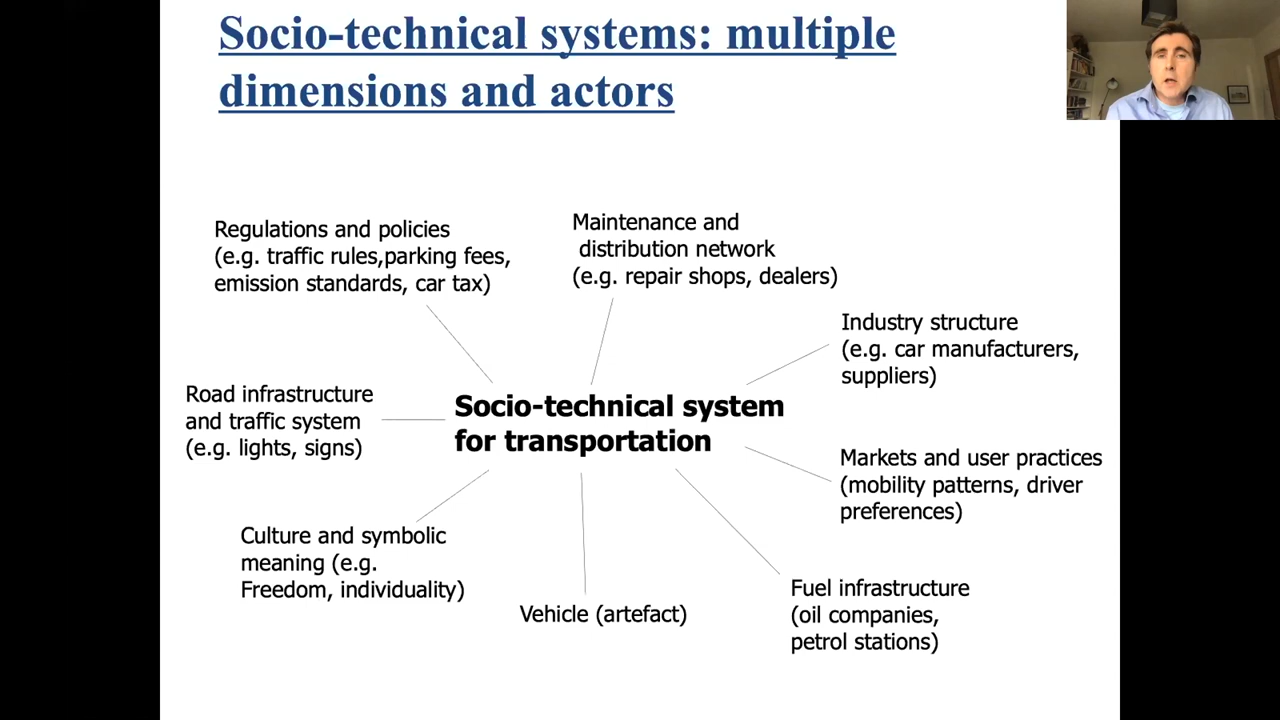 Socio-technical systems: multiple
dimensions and actors
Regulations and policies
(e.g. traffic rules,parking fees,
emission standards, car tax)
Maintenance and
distribution network
(e.g. repair shops, dealers)
Industry structure
(e.g. car manufacturers,
suppliers)
Road infrastructure
and traffic system
(e.g. lights, signs)
Socio-technical system
for transportation
Markets and user practices
(mobility patterns, driver
preferences)
Culture and symbolic
meaning (e.g.
Freedom, individuality)
Vehicle (artefact)
Fuel infrastructure
(oil companies,
petrol stations)